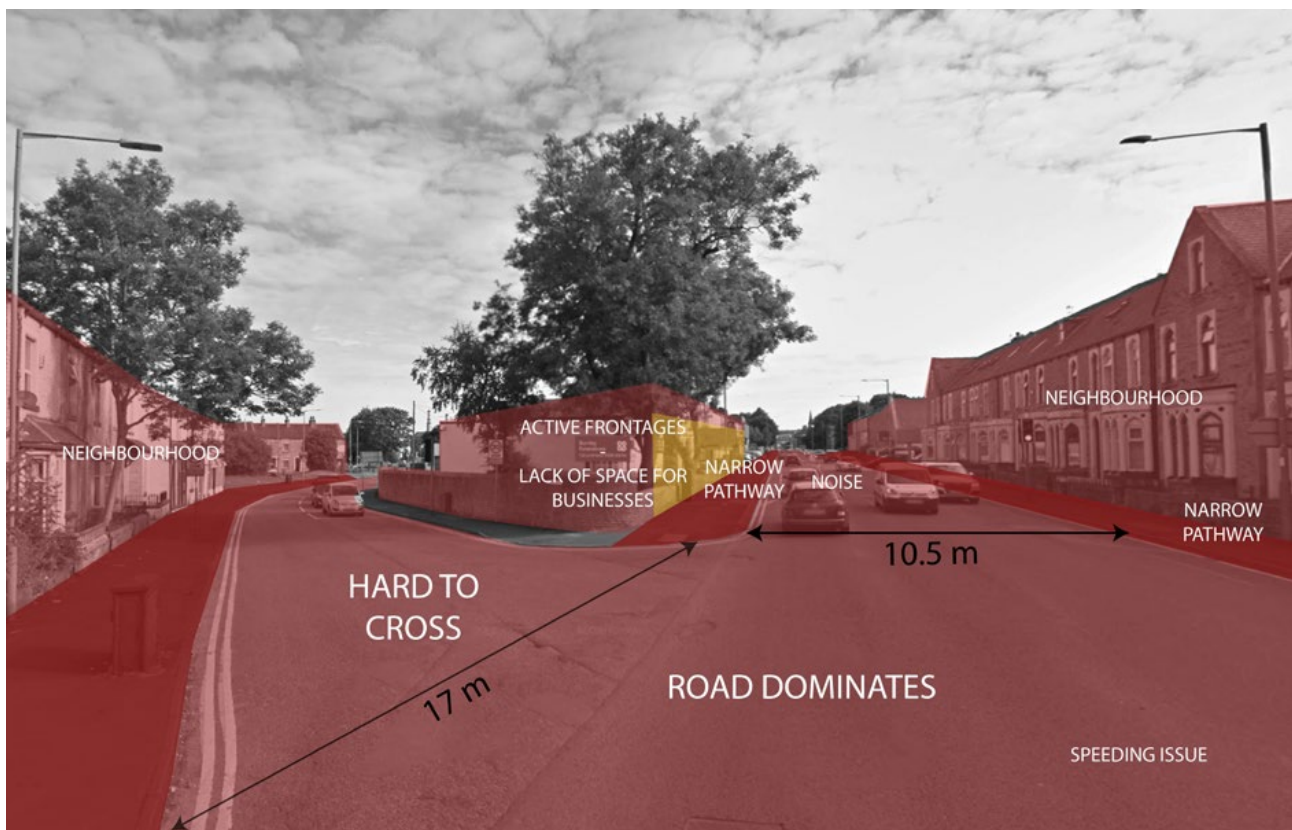 ACTIVE FRONTAGES
NEIGHBOURHOOD
NEIGHBOURHOOD
LACK OF SPACE FOR
BUSINESSES
NARROW
PATHWAY
NOISE
NARROW
PATHWAY
10.5 m
HARD TO
CROSS
17 m
ROAD DOMINATES
SPEEDING ISSUE